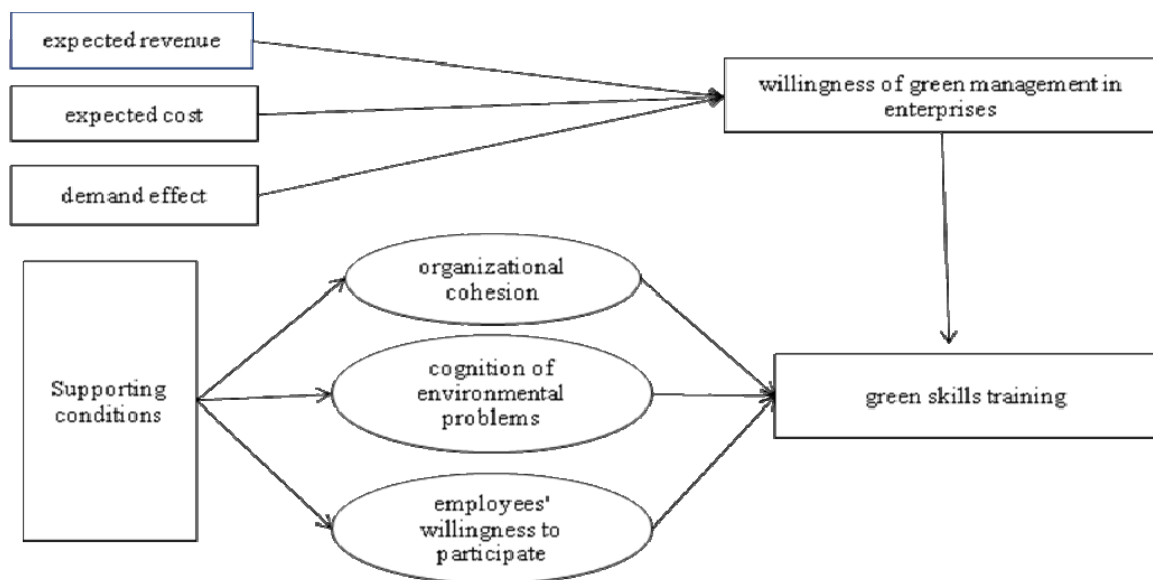 expected revenue
expected cost
demand effect
willingness of green management in
enterprises
Supporting
conditions
organizational
cohesion
cognition of
environmental
problems
employees'
willingness to
participate
green skills training